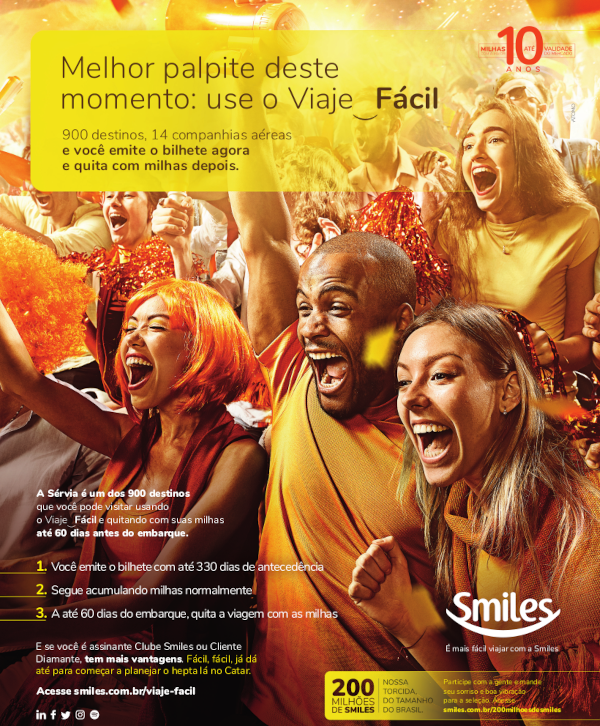 MILHAS 10 ATÉ VALIDADE
ANOS
Melhor palpite deste
momento: use o Viaje Fácil
900 destinos, 14 companhias aéreas
e você emite o bilhete agora
e quita com milhas depois.
A Sérvia é um dos 900 destinos
que você pode visitar usando
o Viaje Fácil e quitando com suas milhas
até 60 dias antes do embarque.
1. Você emite o bilhete com até 330 dias de antecedência
2. Segue acumulando milhas normalmente
3. A até 60 dias do embarque, quita a viagem com as milhas
E se você é assinante Clube Smiles ou Cliente
Diamante, tem mais vantagens. Fácil, fácil, já dá
até para começar a planejar o hepta lá no Catar.
Acesse smiles.com.br/viaje-facil
Smiles
É mais fácil viajar com a Smiles
200
MILHÕES
DE SMILES
NOSSA
TORCIDA,
DO TAMANHO
DO BRASIL.
Participe com a gente e mande
seu sorriso e boa vibração
para a seleção. Acesse
smiles.com.br/200milhoesdesmiles